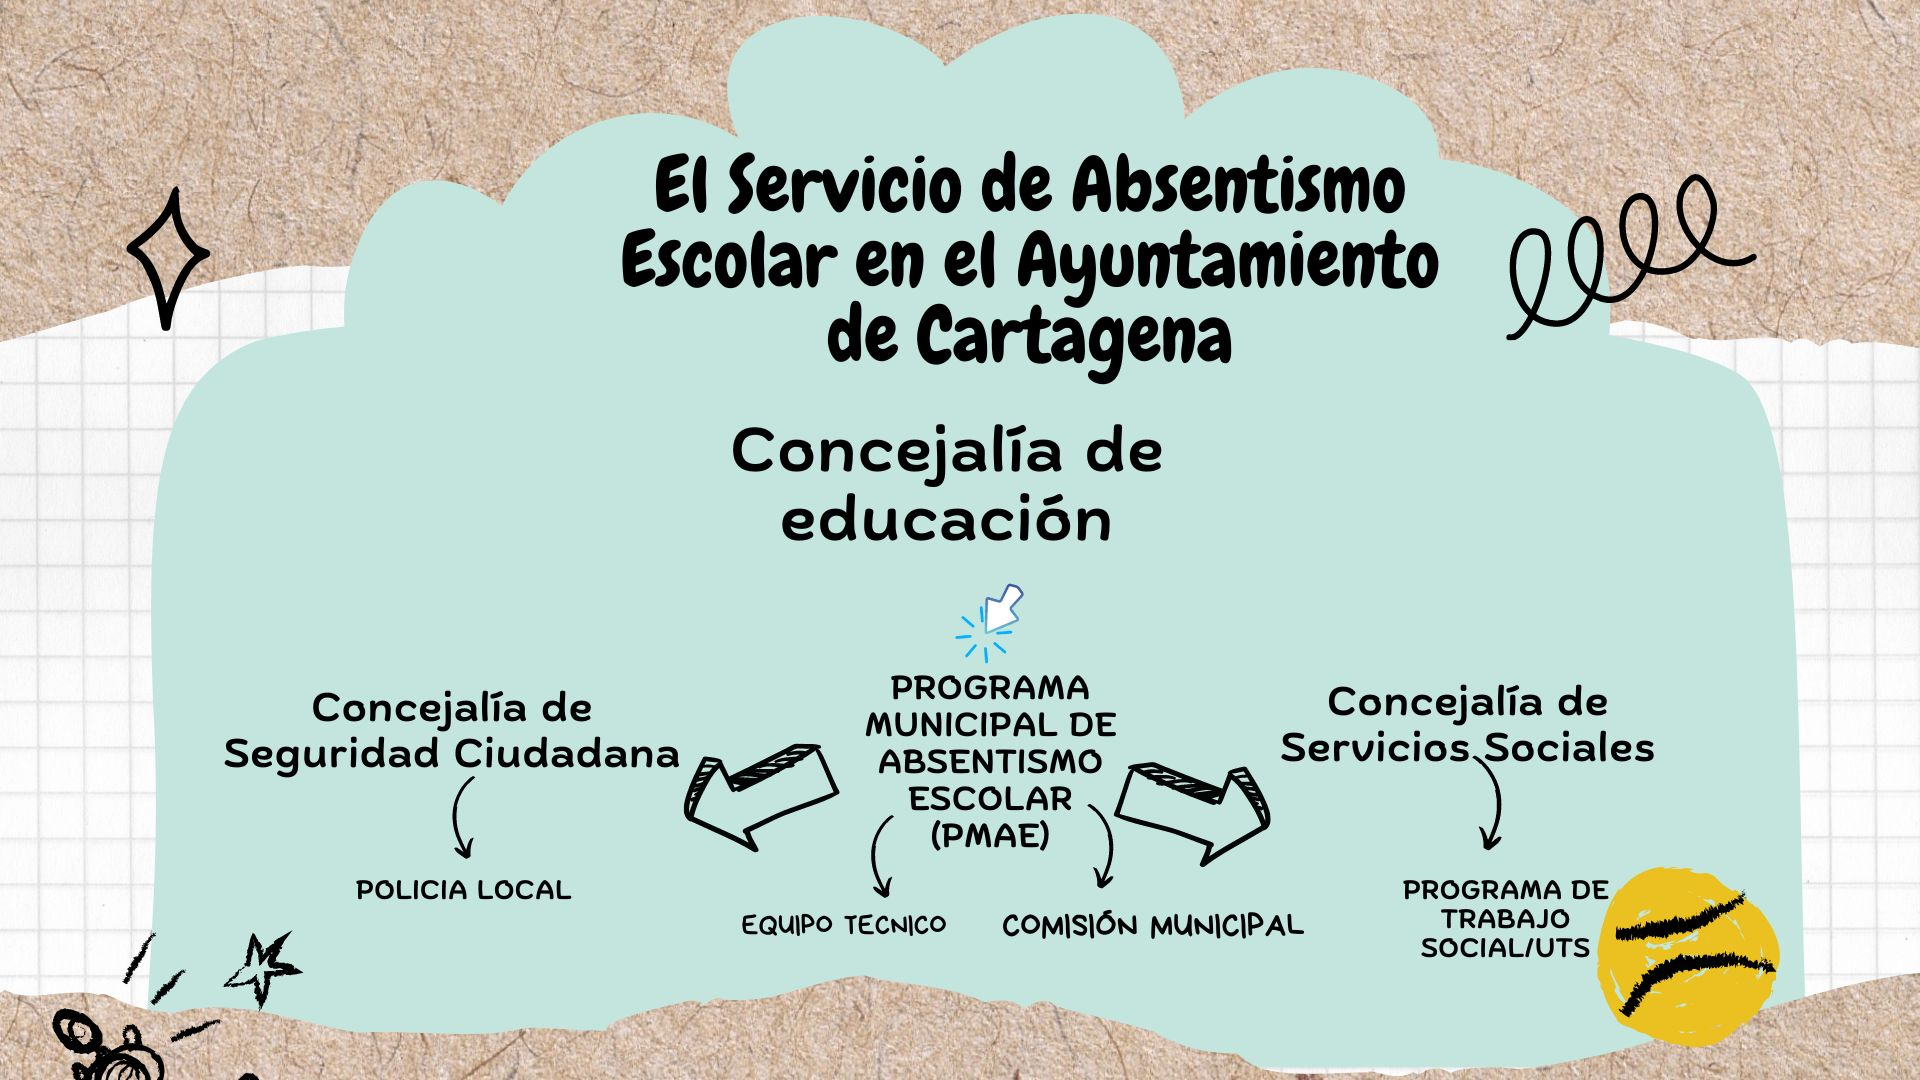 El Servicio de Absentismo
Escolar en el Ayuntamiento
de Cartagena
Concejalía de
educación
Concejalía de
Seguridad Ciudadana
POLICIA LOCAL
PROGRAMA
MUNICIPAL DE
ABSENTISMO
ESCOLAR
(PMAE)
EQUIPO TECNICO
COMISIÓN MUNICIPAL
Concejalía de
Servicios Sociales
PROGRAMA DE
TRABAJO
SOCIAL/UTS